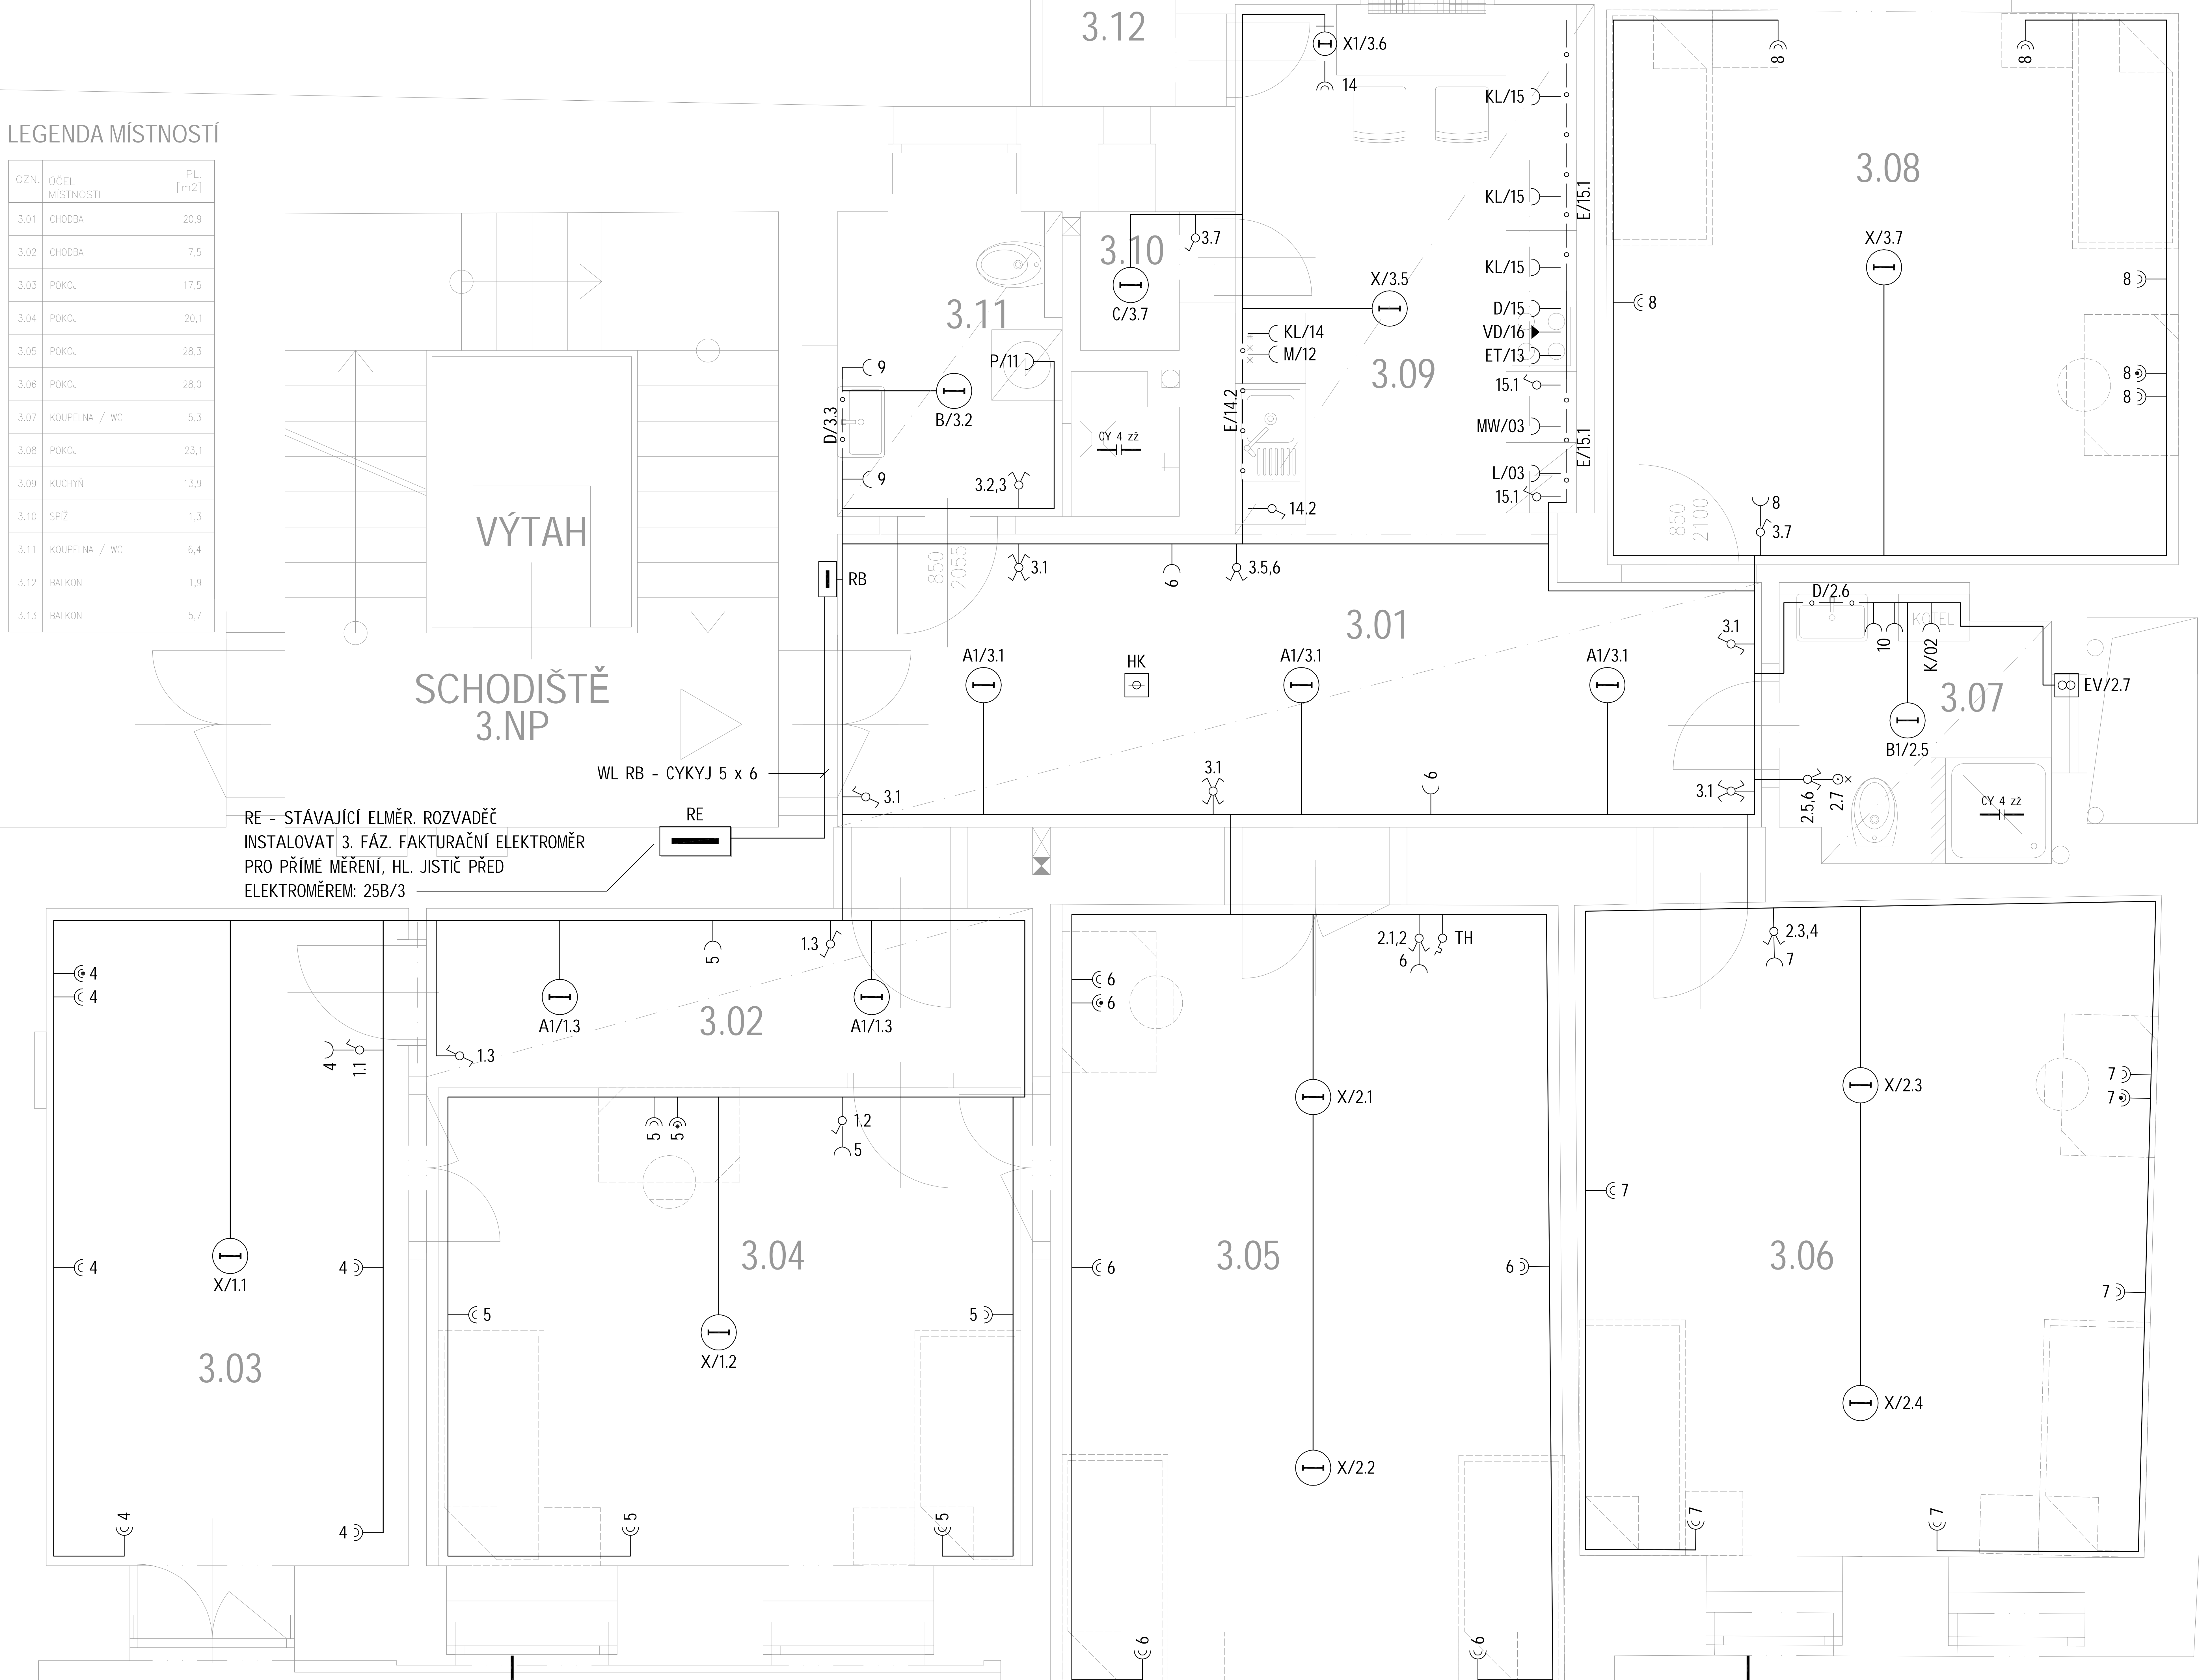 LEGENDA MÍSTNOSTÍ
OZN. ÚČEL MÍSTNOSTI PL. [m2]
3.01 CHODBA 20,9
3.02 CHODBA 7,5
3.03 POKOJ 17,5
3.04 POKOJ 20,1
3.05 POKOJ 28,3
3.06 POKOJ 28,0
3.07 KOUPELNA / WC 5,3
3.08 POKOJ 23,1
3.09 KUCHYŇ 13,9
3.10 SPÍŽ 1,3
3.11 KOUPELNA / WC 6,4
3.12 BALKON 1,9
3.13 BALKON 5,7
VÝTAH
SCHODIŠTĚ
3.NP
WL RB - CYKYJ 5 x 6
RE - STÁVAJÍCÍ ELMĚR. ROZVADĚČ
INSTALOVAT 3. FÁZ. FAKTURAČNÍ ELEKTROMĚR
PRO PŘÍMÉ MĚŘENÍ, HL. JISTIČ PŘED
ELEKTROMĚREM: 25B/3
RE
RB
3.12
X1/3.6
14
3.10
3.7
C/3.7
3.11
9
P/11
B/3.2
D/3.3
9
3.2,3
CY 4 zž
X/3.5
3.09
KL/14
M/12
E/14.2
14.2
KL/15
KL/15
E/15.1
KL/15
D/15
VD/16
ET/13
15.1
MW/03
E/15.1
L/03
15.1
8
8
3.08
X/3.7
8
8
8
8
8
3.7
850
2100
850
2055
3.1
6
3.5,6
3.01
A1/3.1
HK
A1/3.1
A1/3.1
3.1
3.1
3.1
6
3.1
D/2.6
10
K/02
KOTEL
3.07
EV/2.7
B1/2.5
2.5,6
2.7
CY 4 zž
4
4
4
1.1
4
X/1.1
4
3.03
4
4
5
1.3
A1/1.3
3.02
A1/1.3
1.3
5
5
1.2
5
3.04
5
5
X/1.2
5
5
2.1,2
TH
6
6
6
X/2.1
3.05
6
6
X/2.2
6
6
2.3,4
7
X/2.3
7
7
7
3.06
7
X/2.4
7
7